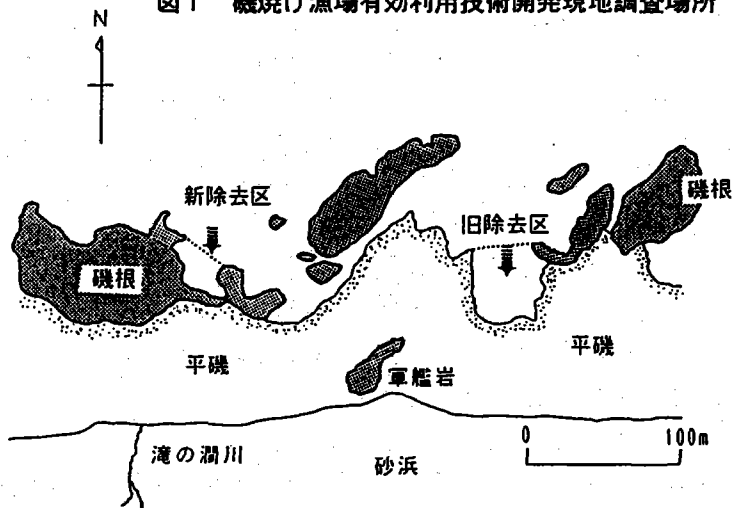 図1 磯焼け漁場有効利用技術開発現地調査場所
N
新除去区
旧除去区
磯根
磯根
平磯
平磯
軍艦岩
滝の澗川
砂浜
0 100m